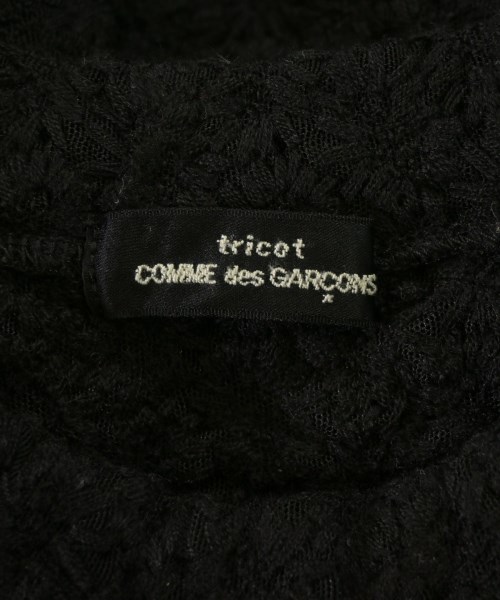 tricot
COMME des GARÇONS
*